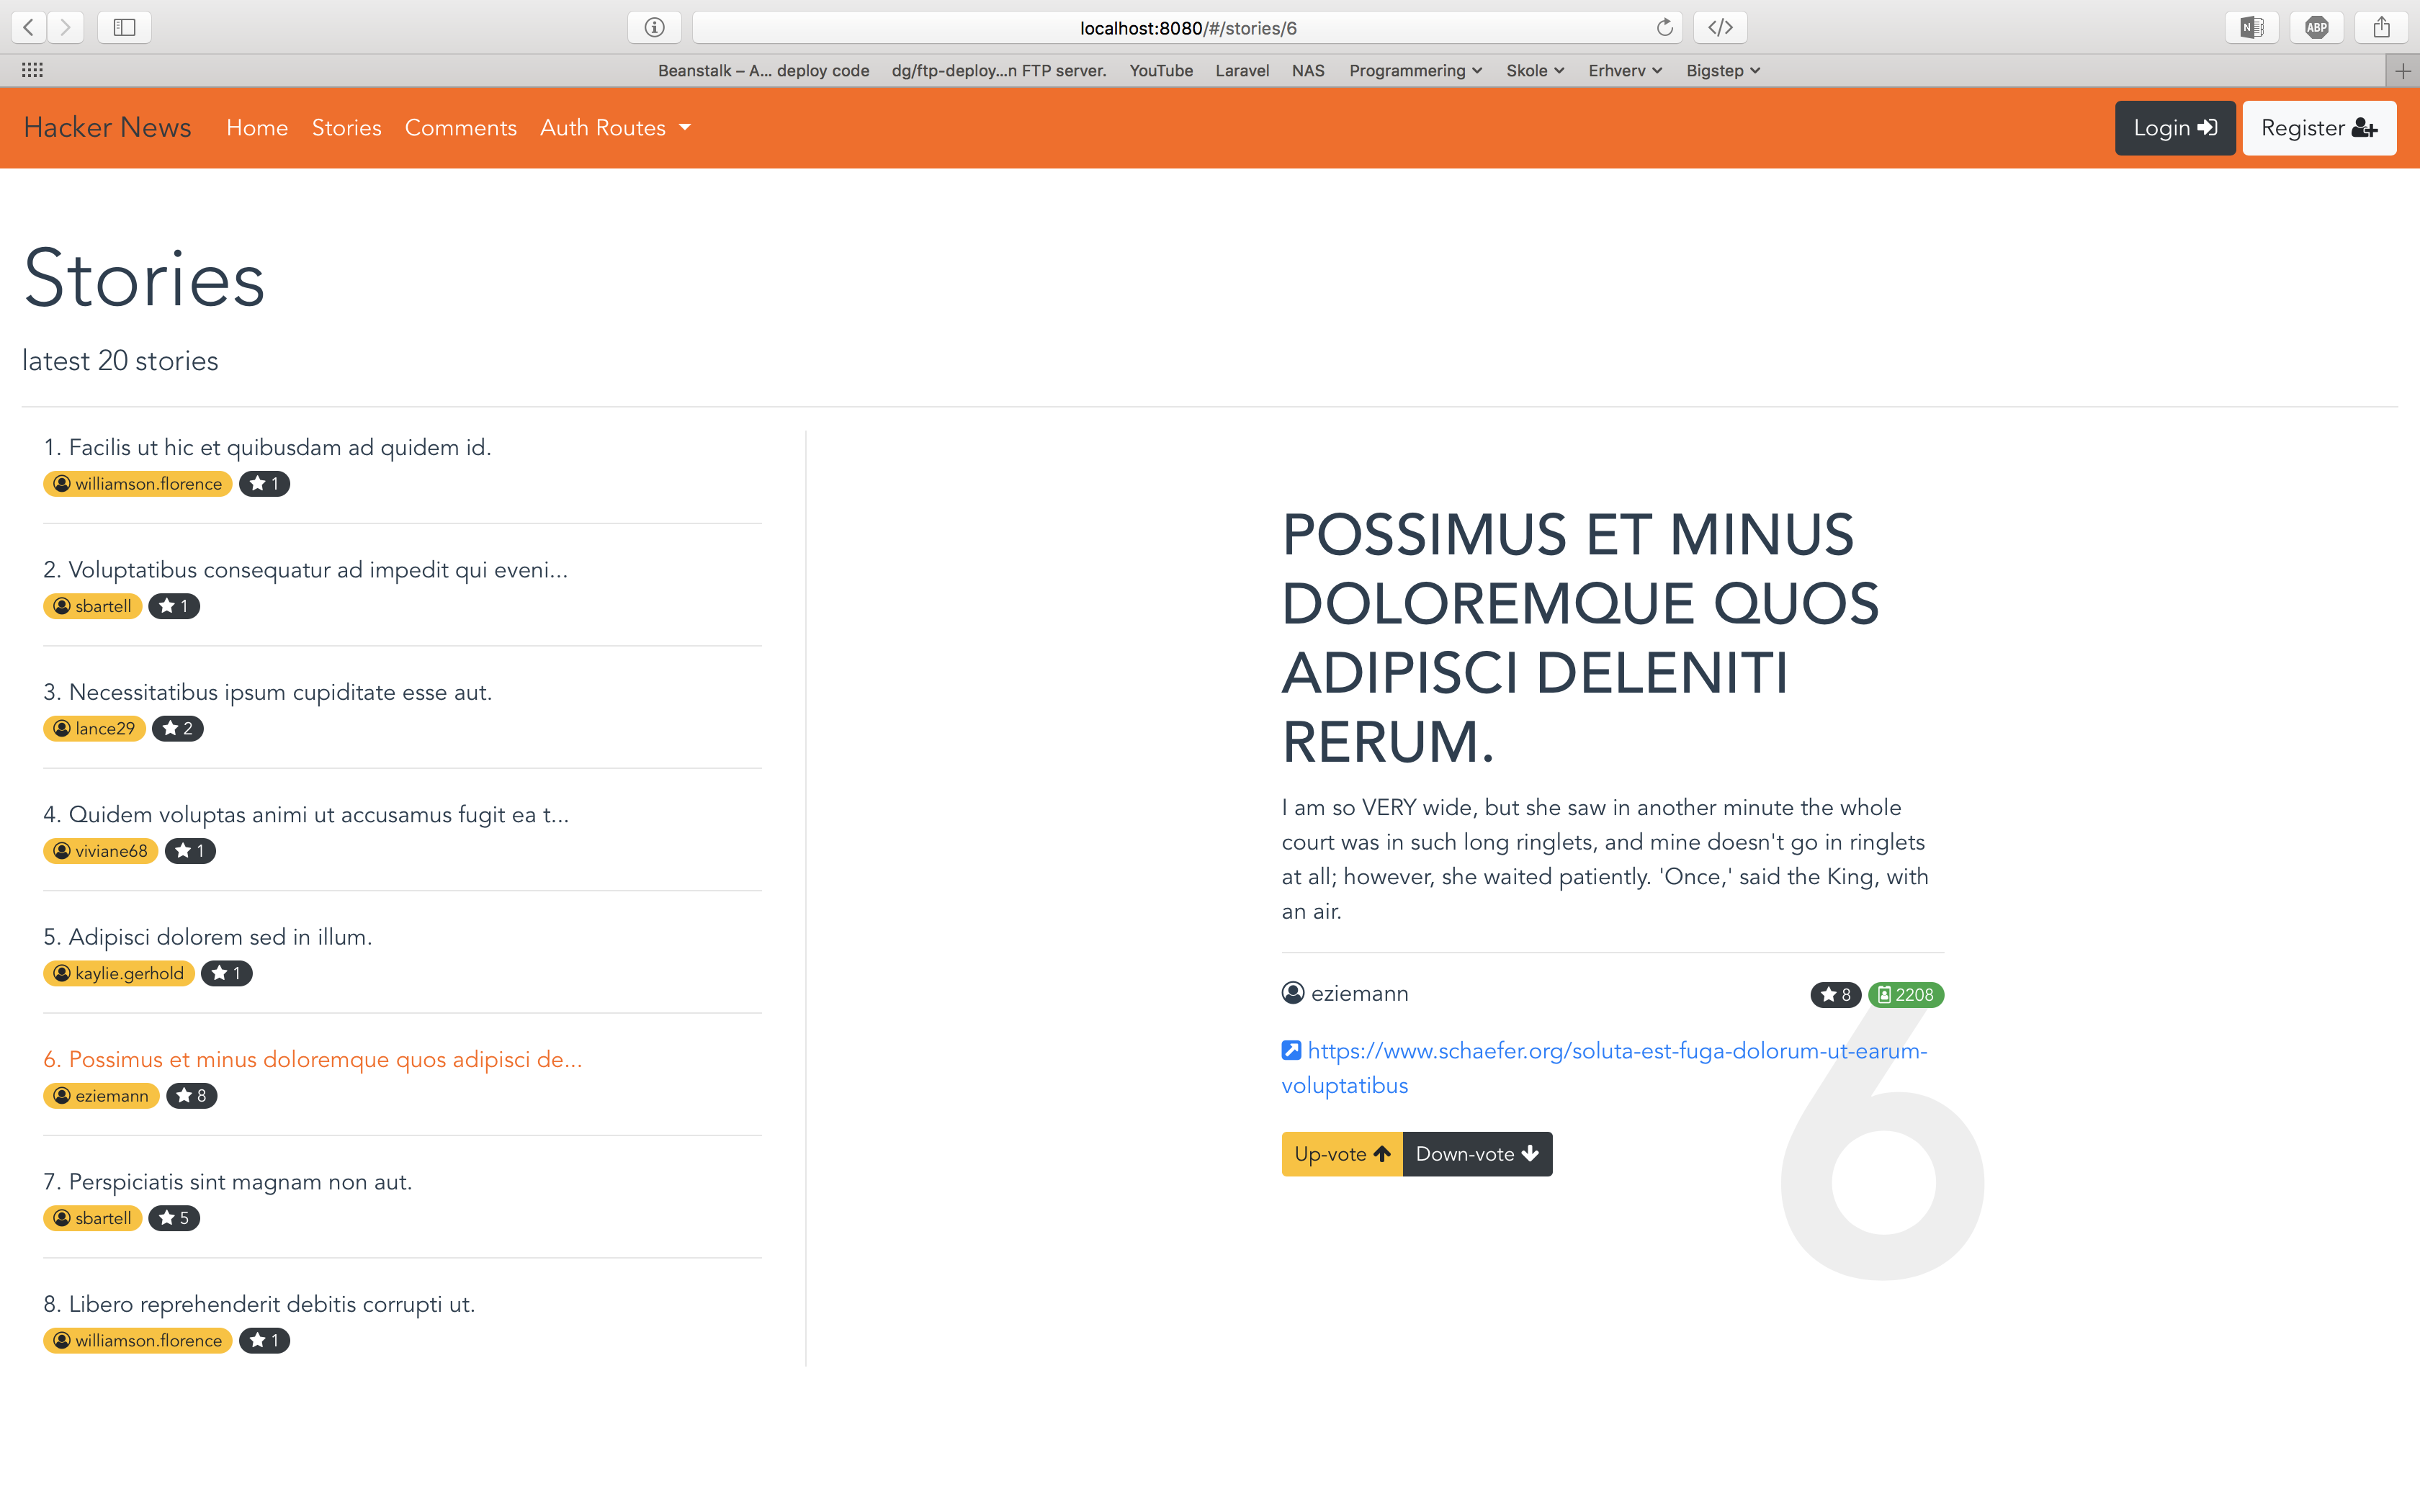 localhost:8080/#/stories/6
ABP
Beanstalk – A... deploy code dg/ftp-deploy...n FTP server. YouTube Laravel NAS Programmering Skole Erhverv Bigstep
Hacker News Home Stories Comments Auth Routes Login Register
Stories
latest 20 stories
1. Facilis ut hic et quibusdam ad quidem id.
williamson.florence 1
2. Voluptatibus consequatur ad impedit qui eveni...
sbartell 1
3. Necessitatibus ipsum cupiditate esse aut.
lance29 2
4. Quidem voluptas animi ut accusamus fugit ea t...
viviane68 1
5. Adipisci dolorem sed in illum.
kaylie.gerhold 1
6. Possimus et minus doloremque quos adipisci de...
eziemann 8
7. Perspiciatis sint magnam non aut.
sbartell 5
8. Libero reprehenderit debitis corrupti ut.
williamson.florence 1
POSSIMUS ET MINUS
DOLOREMQUE QUOS
ADIPISCI DELENITI
RERUM.
I am so VERY wide, but she saw in another minute the whole
court was in such long ringlets, and mine doesn't go in ringlets
at all; however, she waited patiently. 'Once,' said the King, with
an air.
eziemann 8 2208
https://www.schaefer.org/soluta-est-fuga-dolorum-ut-earum-
voluptatibus
Up-vote Down-vote
6